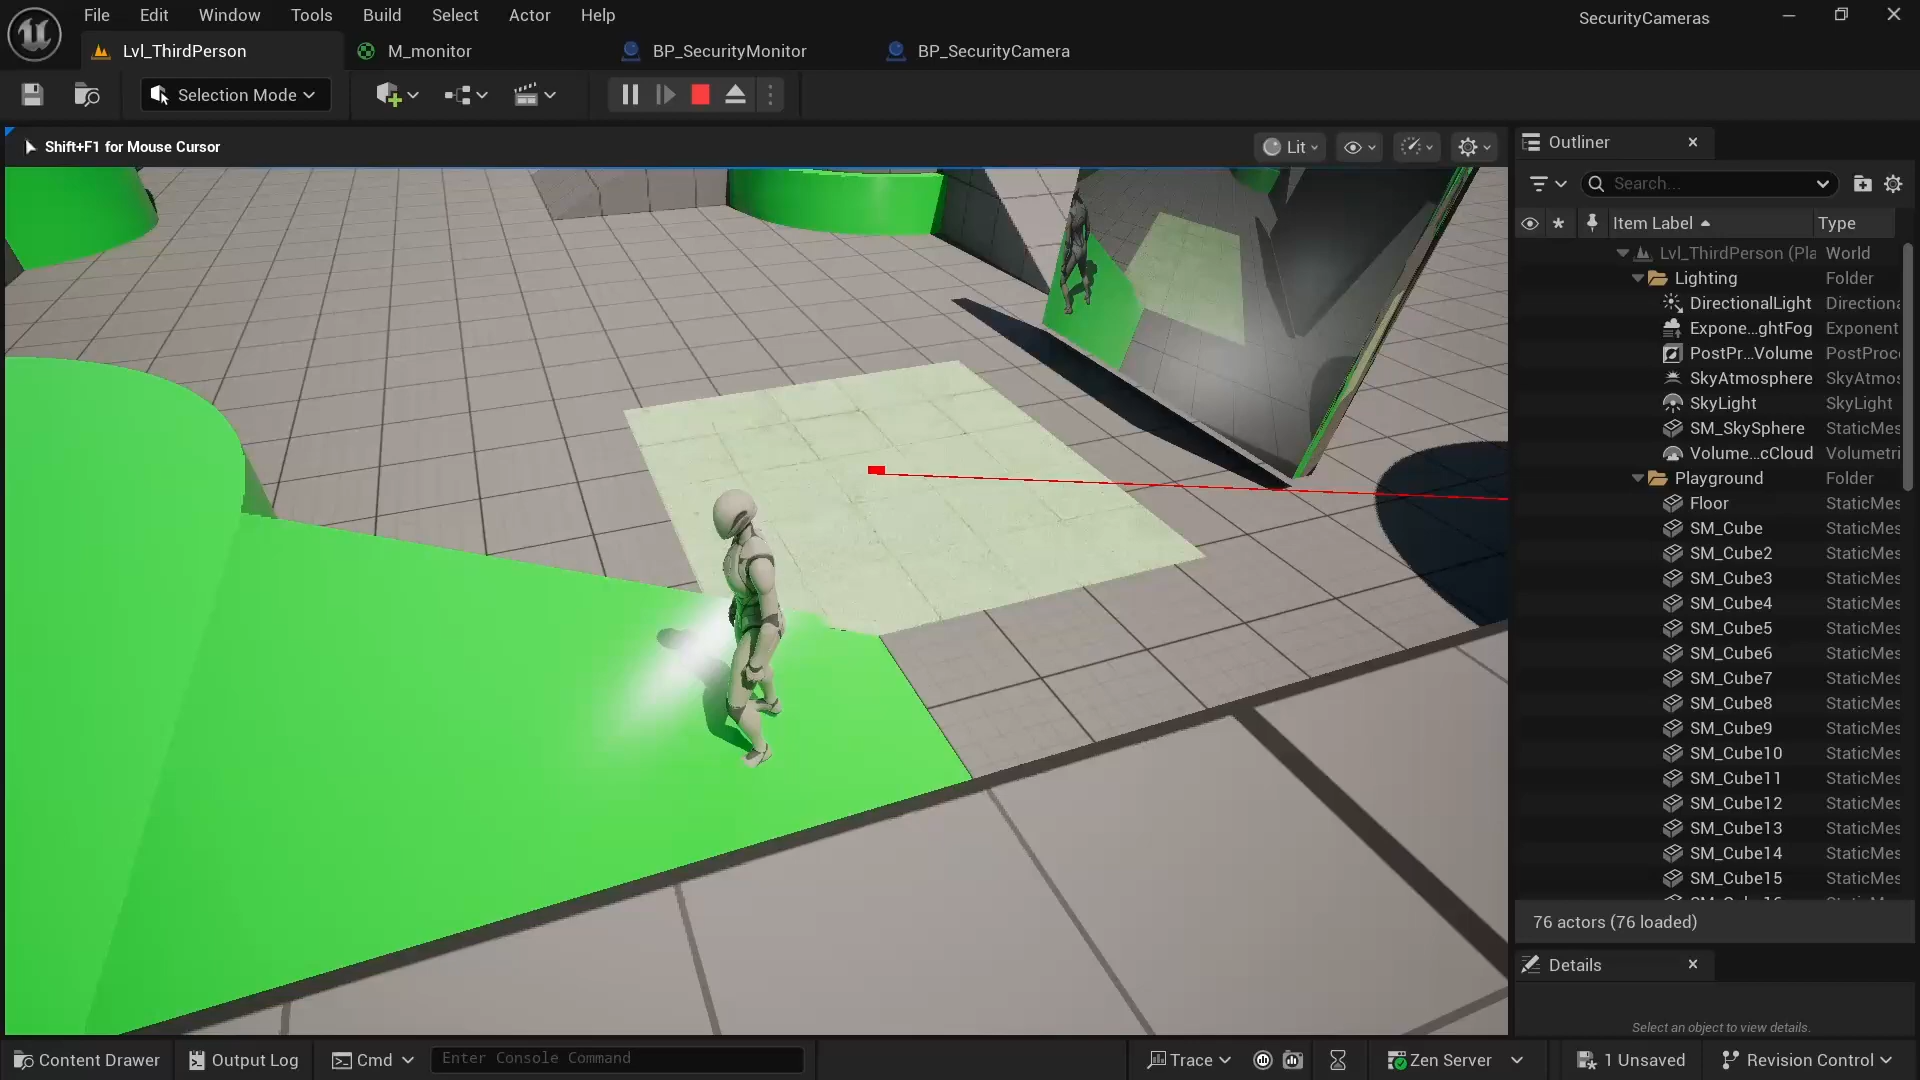 File Edit Window Tools Build Select Actor Help SecurityCameras
Lvl_ThirdPerson M_monitor BP_SecurityMonitor BP_SecurityCamera
Selection Mode
Shift+F1 for Mouse Cursor Lit
Outliner
Search...
Item Label Type
Lvl_ThirdPerson (Pla World
Lighting Folder
DirectionalLight Directiona
Expone...ghtFog Exponent
PostPr...Volume PostProc
SkyAtmosphere SkyAtmos
SkyLight SkyLight
SM_SkySphere StaticMes
Volume...cCloud Volumetri
Playground Folder
Floor StaticMes
SM_Cube StaticMes
SM_Cube2 StaticMes
SM_Cube3 StaticMes
SM_Cube4 StaticMes
SM_Cube5 StaticMes
SM_Cube6 StaticMes
SM_Cube7 StaticMes
SM_Cube8 StaticMes
SM_Cube9 StaticMes
SM_Cube10 StaticMes
SM_Cube11 StaticMes
SM_Cube12 StaticMes
SM_Cube13 StaticMes
SM_Cube14 StaticMes
SM_Cube15 StaticMes
76 actors (76 loaded)
Details
Select an object to view details.
Content Drawer Output Log Cmd Enter Console Command Trace Zen Server 1 Unsaved Revision Control